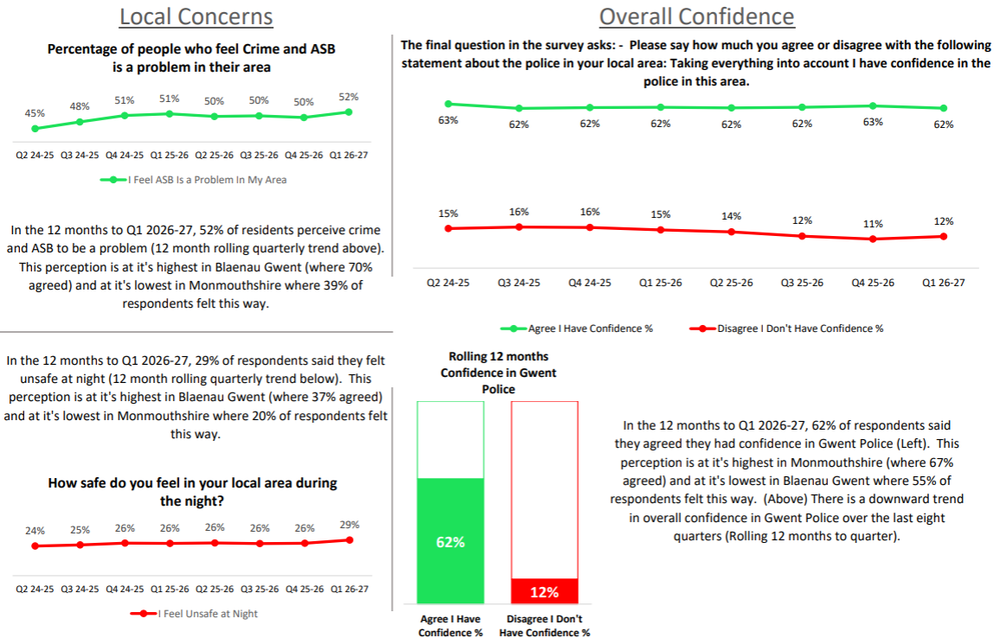 Local Concerns
Percentage of people who feel Crime and ASB
is a problem in their area
45% 48% 51% 51% 50% 50% 50% 52%
Q2 24-25 Q3 24-25 Q4 24-25 Q1 25-26 Q2 25-26 Q3 25-26 Q4 25-26 Q1 26-27
I Feel ASB Is a Problem In My Area
In the 12 months to Q1 2026-27, 52% of residents perceive crime
and ASB to be a problem (12 month rolling quarterly trend above).
This perception is at it's highest in Blaenau Gwent (where 70%
agreed) and at it's lowest in Monmouthshire where 39% of
respondents felt this way.
In the 12 months to Q1 2026-27, 29% of respondents said they felt
unsafe at night (12 month rolling quarterly trend below). This
perception is at it's highest in Blaenau Gwent (where 37% agreed)
and at it's lowest in Monmouthshire where 20% of respondents felt
this way.
How safe do you feel in your local area during
the night?
24% 25% 26% 26% 26% 26% 26% 29%
Q2 24-25 Q3 24-25 Q4 24-25 Q1 25-26 Q2 25-26 Q3 25-26 Q4 25-26 Q1 26-27
I Feel Unsafe at Night
Overall Confidence
The final question in the survey asks: - Please say how much you agree or disagree with the following
statement about the police in your local area: Taking everything into account I have confidence in the
police in this area.
63% 62% 62% 62% 62% 62% 63% 62%
15% 16% 16% 15% 14% 12% 11% 12%
Q2 24-25 Q3 24-25 Q4 24-25 Q1 25-26 Q2 25-26 Q3 25-26 Q4 25-26 Q1 26-27
Agree I Have Confidence % Disagree I Don't Have Confidence %
Rolling 12 months
Confidence in Gwent
Police
62%
12%
Agree I Have
Confidence %
Disagree I Don't
Have Confidence %
In the 12 months to Q1 2026-27, 62% of respondents said
they agreed they had confidence in Gwent Police (Left). This
perception is at it's highest in Monmouthshire (where 67%
agreed) and at it's lowest in Blaenau Gwent where 55% of
respondents felt this way. (Above) There is a downward trend
in overall confidence in Gwent Police over the last eight
quarters (Rolling 12 months to quarter).